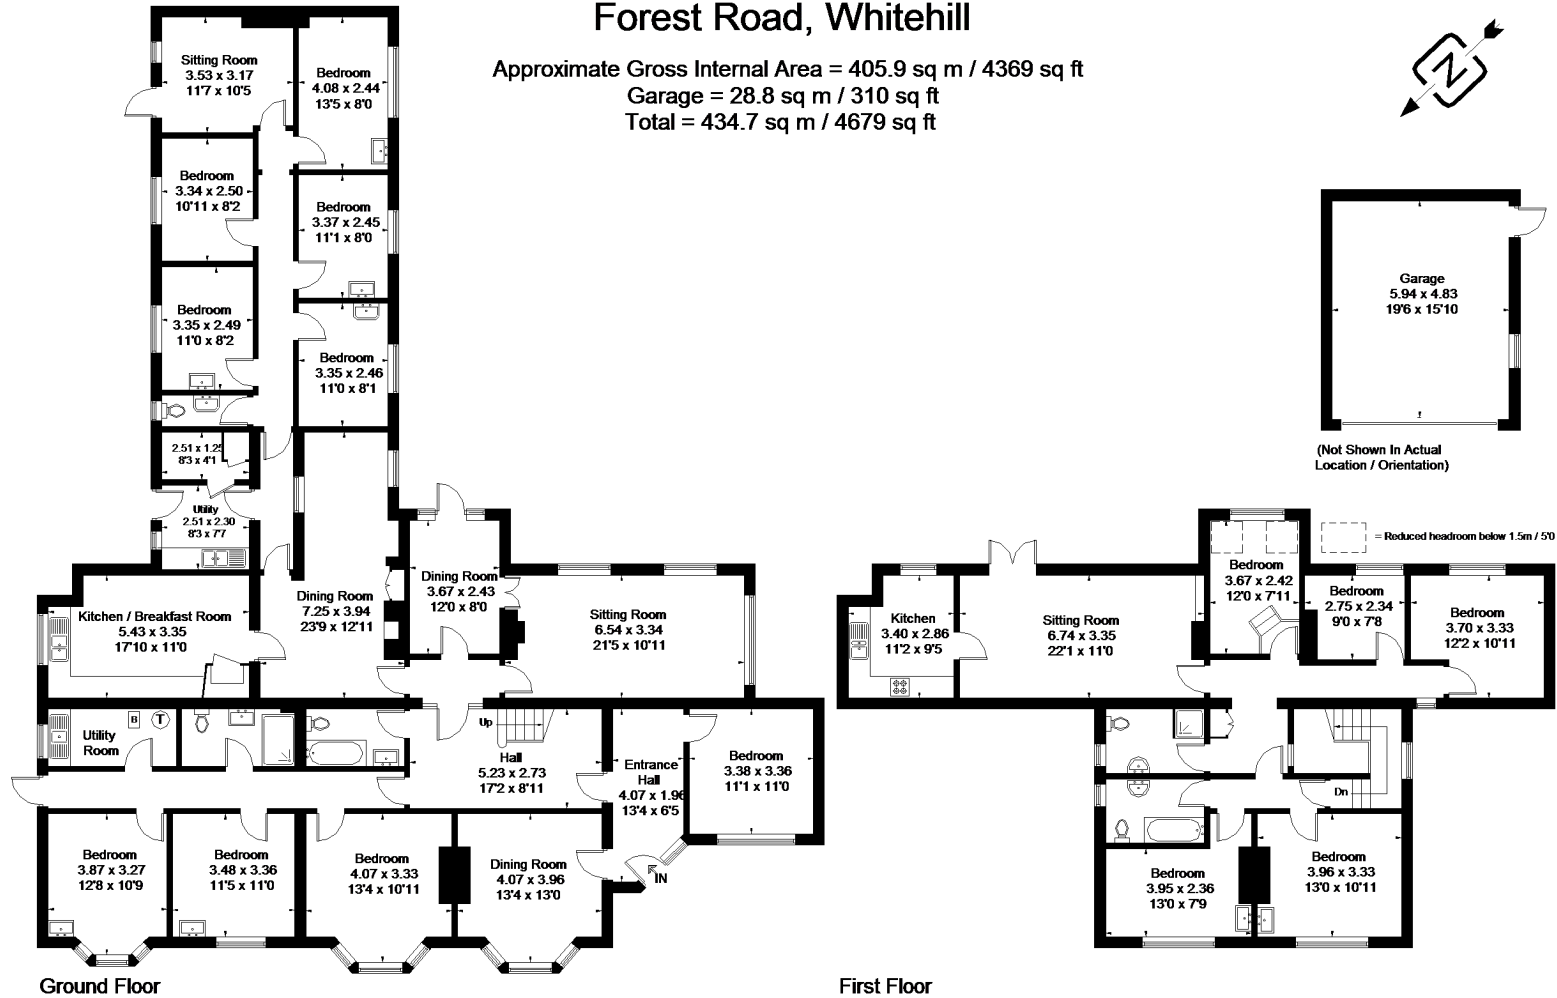 Forest Road, Whitehill
Approximate Gross Internal Area = 405.9 sq m / 4369 sq ft
Garage = 28.8 sq m / 310 sq ft
Total = 434.7 sq m / 4679 sq ft
N
Sitting Room
3.53 x 3.17
11'7 x 10'5
Bedroom
4.08 x 2.44
13'5 x 8'0
Bedroom
3.34 x 2.50
10'11 x 8'2
Bedroom
3.37 x 2.45
11'1 x 8'0
Bedroom
3.35 x 2.49
11'0 x 8'2
Bedroom
3.35 x 2.46
11'0 x 8'1
2.51 x 1.25
8'3 x 4'1
Utility
2.51 x 2.30
8'3 x 7'7
Kitchen / Breakfast Room
5.43 x 3.35
17'10 x 11'0
Dining Room
7.25 x 3.94
23'9 x 12'11
Dining Room
3.67 x 2.43
12'0 x 8'0
Sitting Room
6.54 x 3.34
21'5 x 10'11
Utility
Room
B
T
Up
Hall
5.23 x 2.73
17'2 x 8'11
Entrance
Hall
4.07 x 1.96
13'4 x 6'5
Bedroom
3.38 x 3.36
11'1 x 11'0
Bedroom
3.87 x 3.27
12'8 x 10'9
Bedroom
3.48 x 3.36
11'5 x 11'0
Bedroom
4.07 x 3.33
13'4 x 10'11
Dining Room
4.07 x 3.96
13'4 x 13'0
IN
Ground Floor
Garage
5.94 x 4.83
19'6 x 15'10
(Not Shown In Actual
Location / Orientation)
= Reduced headroom below 1.5m / 5'0
Kitchen
3.40 x 2.86
11'2 x 9'5
Sitting Room
6.74 x 3.35
22'1 x 11'0
Bedroom
3.67 x 2.42
12'0 x 7'11
Bedroom
2.75 x 2.34
9'0 x 7'8
Bedroom
3.70 x 3.33
12'2 x 10'11
Dn
Bedroom
3.95 x 2.36
13'0 x 7'9
Bedroom
3.96 x 3.33
13'0 x 10'11
First Floor